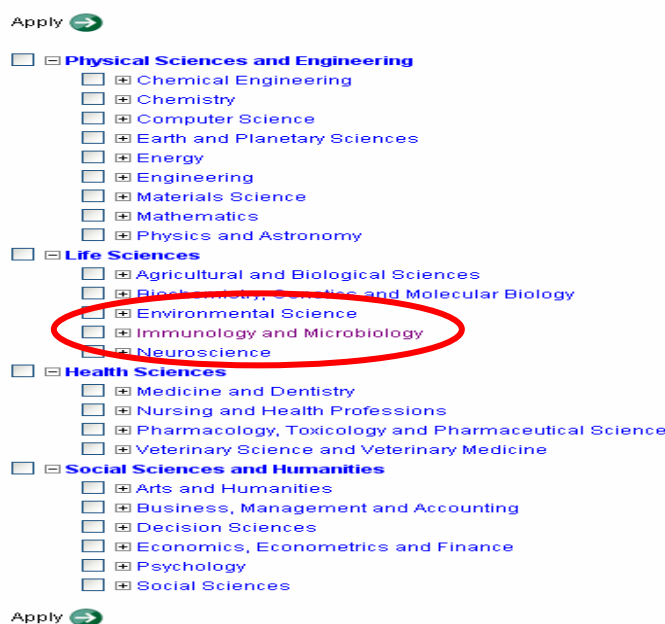 Apply
Physical Sciences and Engineering
Chemical Engineering
Chemistry
Computer Science
Earth and Planetary Sciences
Energy
Engineering
Materials Science
Mathematics
Physics and Astronomy
Life Sciences
Agricultural and Biological Sciences
Biochemistry, Genetics and Molecular Biology
Environmental Science
Immunology and Microbiology
Neuroscience
Health Sciences
Medicine and Dentistry
Nursing and Health Professions
Pharmacology, Toxicology and Pharmaceutical Science
Veterinary Science and Veterinary Medicine
Social Sciences and Humanities
Arts and Humanities
Business, Management and Accounting
Decision Sciences
Economics, Econometrics and Finance
Psychology
Social Sciences
Apply